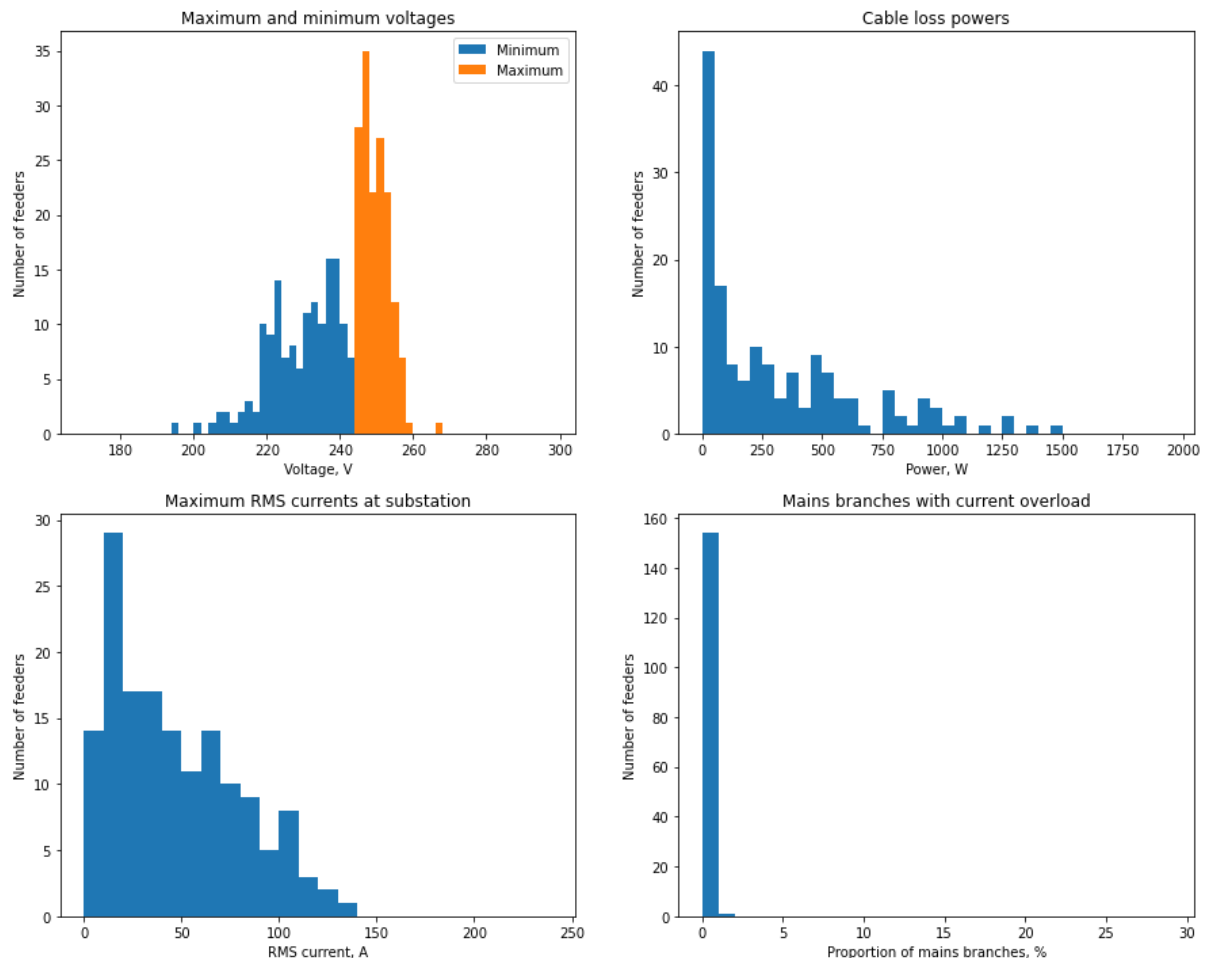 Maximum and minimum voltages
35
30
25
20
15
10
5
0
Number of feeders
Minimum
Maximum
180 200 220 240 260 280 300
Voltage, V
Cable loss powers
40
30
20
10
0
Number of feeders
0 250 500 750 1000 1250 1500 1750 2000
Power, W
Maximum RMS currents at substation
30
25
20
15
10
5
0
Number of feeders
0 50 100 150 200 250
RMS current, A
Mains branches with current overload
160
140
120
100
80
60
40
20
0
Number of feeders
0 5 10 15 20 25 30
Proportion of mains branches, %